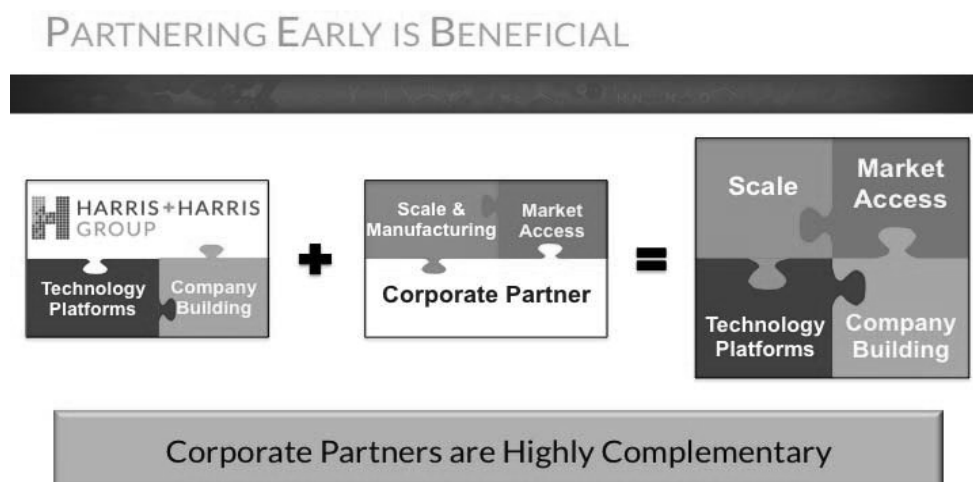 PARTNERING EARLY IS BENEFICIAL
HARRIS+HARRIS
GROUP
Technology
Platforms
Company
Building
Scale &
Manufacturing
Market
Access
Corporate Partner
Scale
Market
Access
Technology
Platforms
Company
Building
Corporate Partners are Highly Complementary